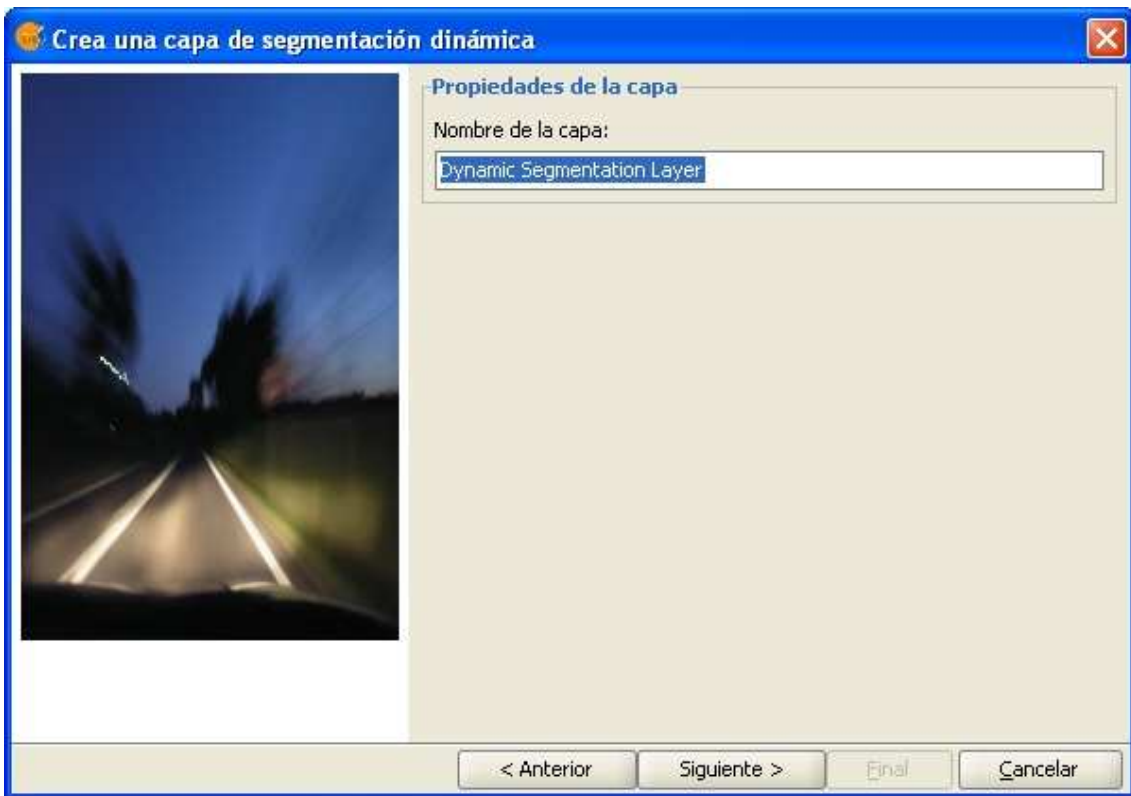 Crea una capa de segmentación dinámica
Propiedades de la capa
Nombre de la capa:
Dynamic Segmentation Layer
< Anterior
Siguiente >
Final
Cancelar